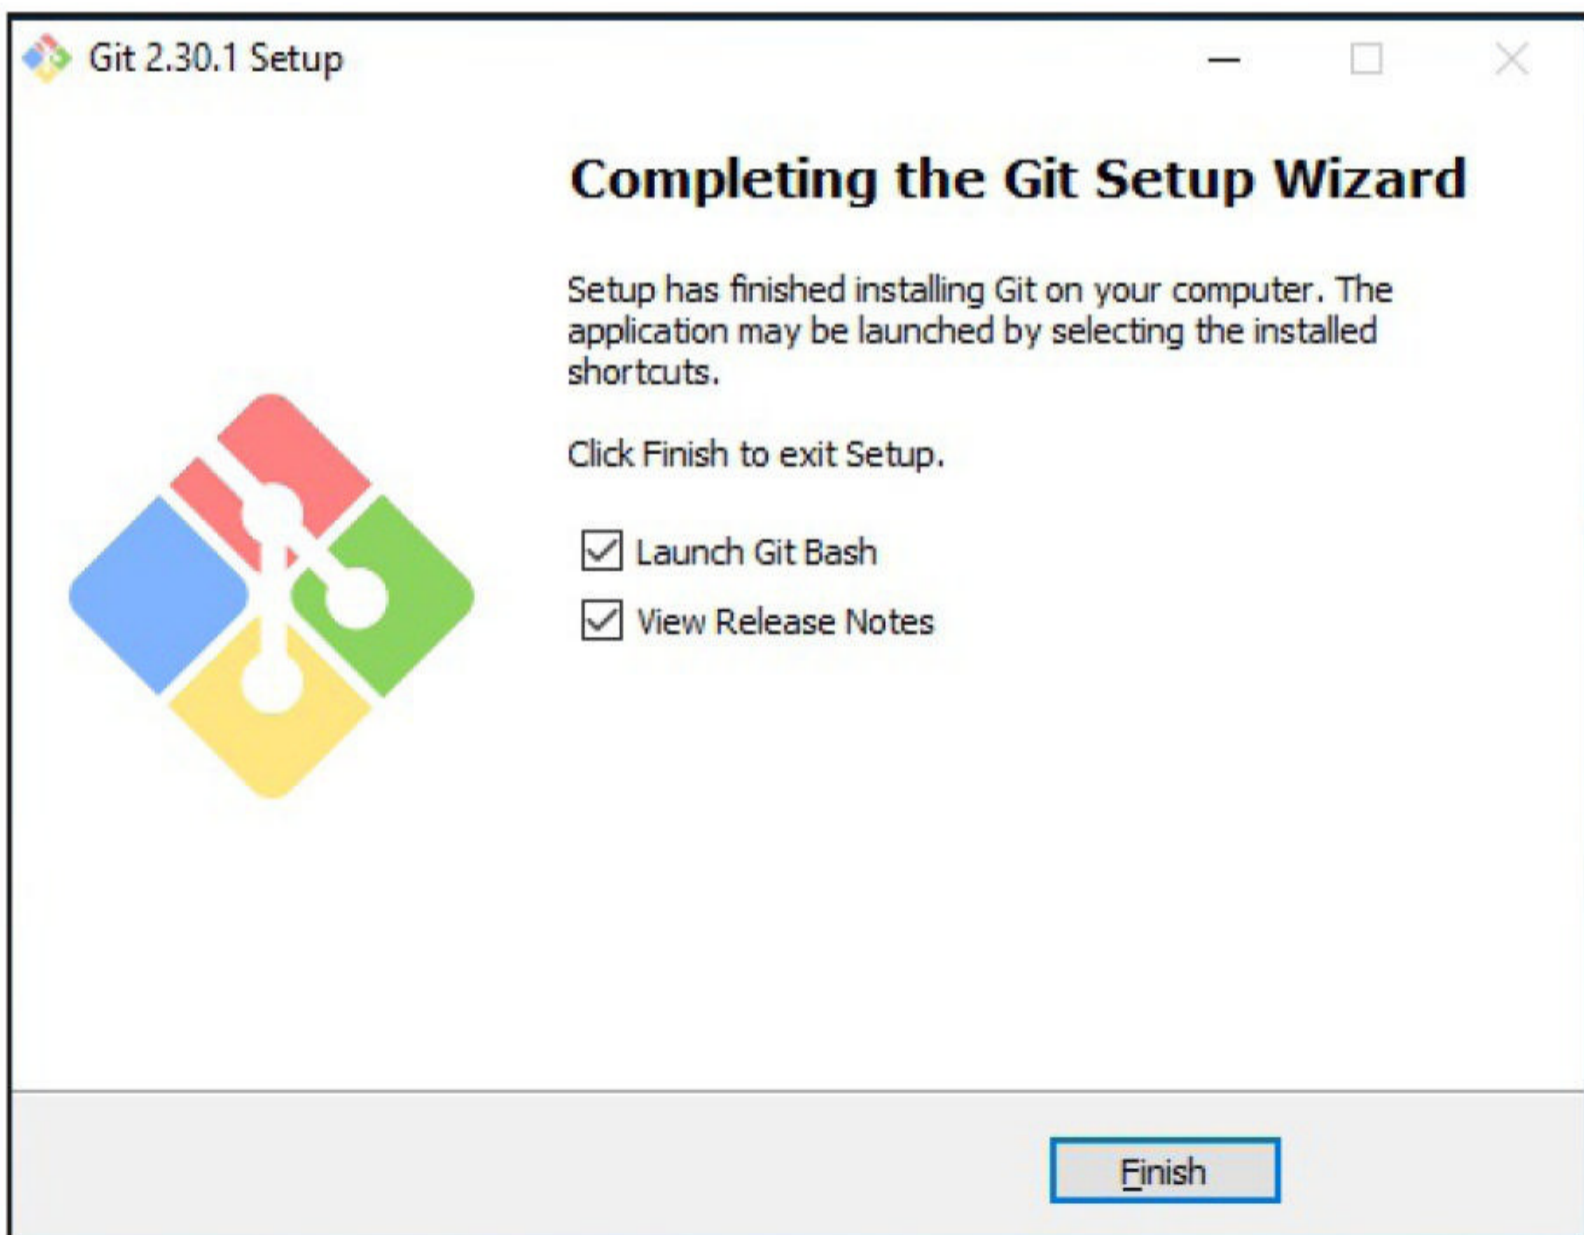 Git 2.30.1 Setup
Completing the Git Setup Wizard
Setup has finished installing Git on your computer. The
application may be launched by selecting the installed
shortcuts.
Click Finish to exit Setup.
Launch Git Bash
View Release Notes
Finish